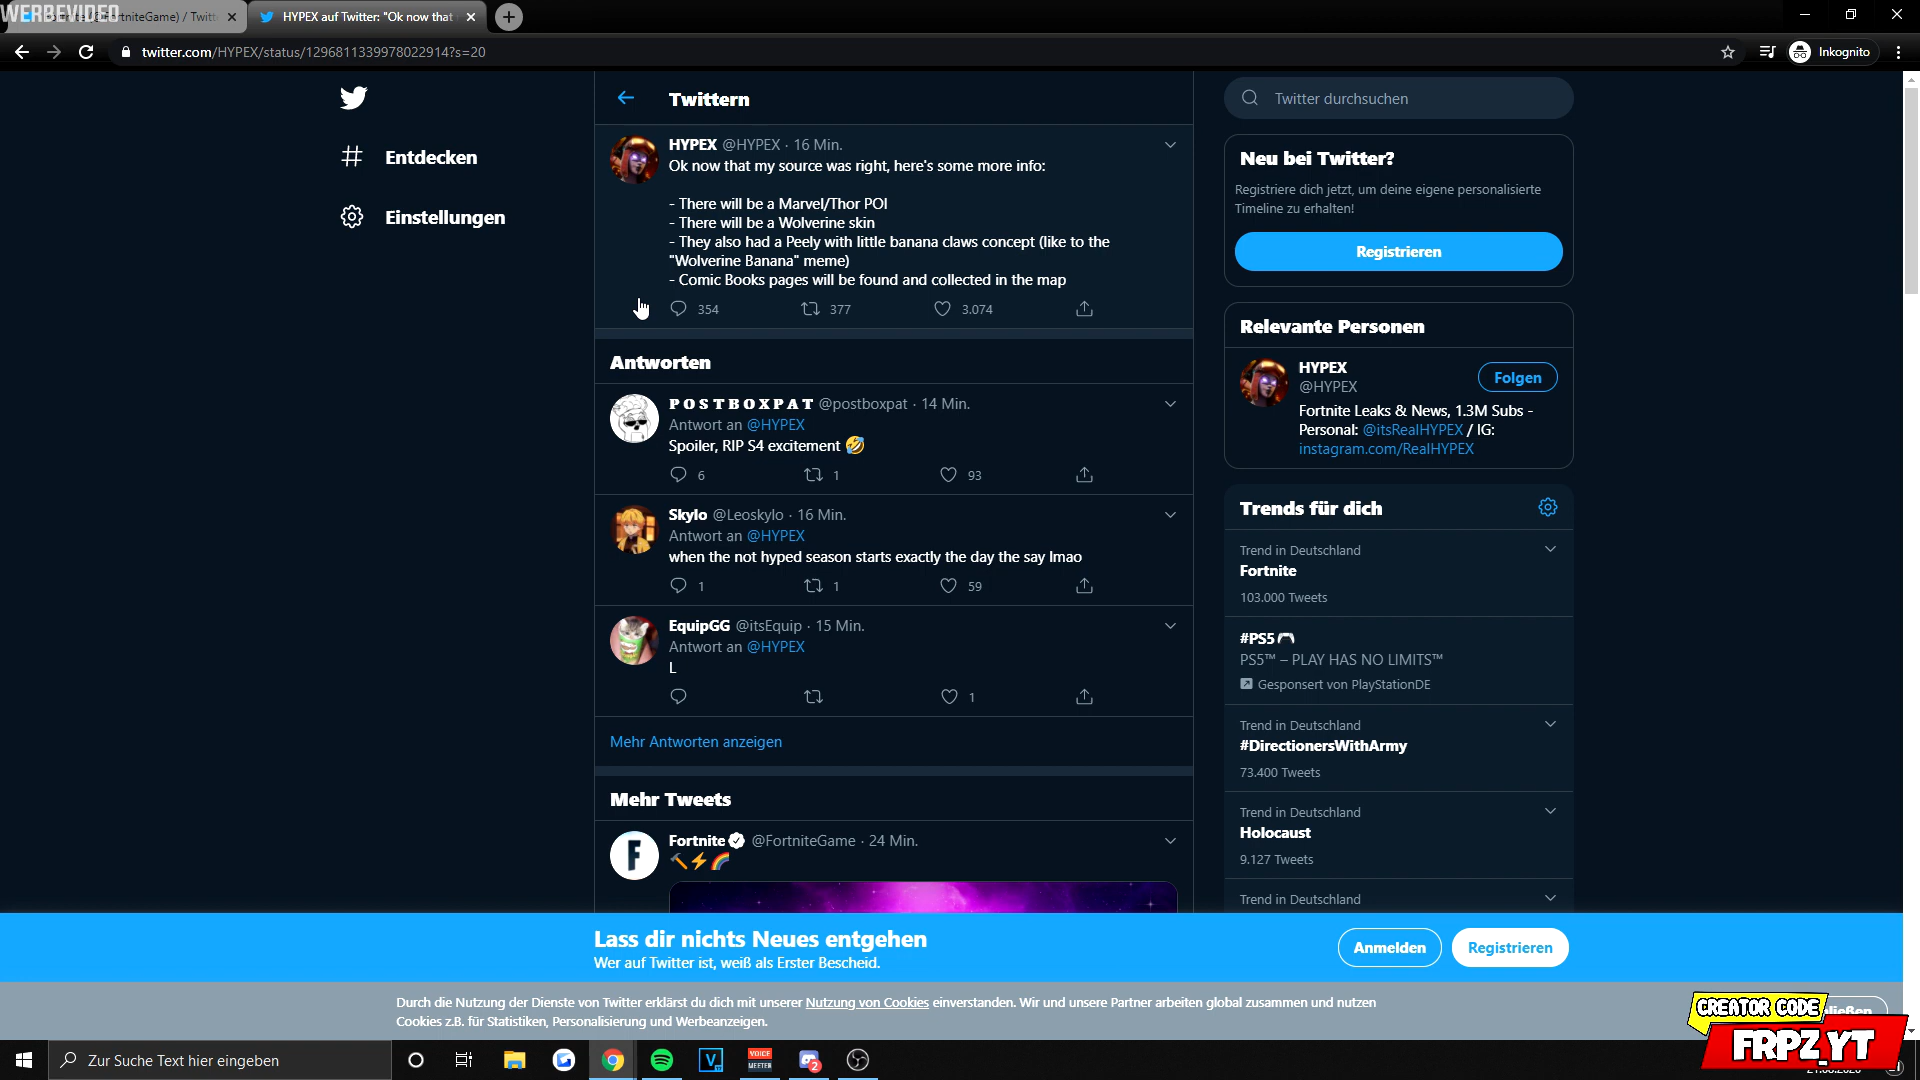 WERBEVIDEO
HYPEX auf Twitter: "Ok now that
twitter.com/HYPEX/status/1296811339978022914?s=20
Inkognito
Entdecken
Einstellungen
Twittern
HYPEX @HYPEX · 16 Min.
Ok now that my source was right, here's some more info:
- There will be a Marvel/Thor POI
- There will be a Wolverine skin
- They also had a Peely with little banana claws concept (like to the
"Wolverine Banana" meme)
- Comic Books pages will be found and collected in the map
354 377 3.074
Antworten
POSTBOXPAT @postboxpat · 14 Min.
Antwort an @HYPEX
Spoiler, RIP S4 excitement 🤣
6 1 93
Skylo @Leoskylo · 16 Min.
Antwort an @HYPEX
when the not hyped season starts exactly the day the say lmao
1 1 59
EquipGG @itsEquip · 15 Min.
Antwort an @HYPEX
L
1
Mehr Antworten anzeigen
Mehr Tweets
Fortnite @FortniteGame · 24 Min.
🔨⚡🌈
Twitter durchsuchen
Neu bei Twitter?
Registriere dich jetzt, um deine eigene personalisierte
Timeline zu erhalten!
Registrieren
Relevante Personen
HYPEX
@HYPEX
Folgen
Fortnite Leaks & News, 1.3M Subs -
Personal: @itsRealHYPEX / IG:
instagram.com/RealHYPEX
Trends für dich
Trend in Deutschland
Fortnite
103.000 Tweets
#PS5🎮
PS5™ – PLAY HAS NO LIMITS™
Gesponsert von PlayStationDE
Trend in Deutschland
#DirectionersWithArmy
73.400 Tweets
Trend in Deutschland
Holocaust
9.127 Tweets
Trend in Deutschland
Lass dir nichts Neues entgehen
Wer auf Twitter ist, weiß als Erster Bescheid.
Anmelden
Registrieren
Durch die Nutzung der Dienste von Twitter erklärst du dich mit unserer Nutzung von Cookies einverstanden. Wir und unsere Partner arbeiten global zusammen und nutzen
Cookies z.B. für Statistiken, Personalisierung und Werbeanzeigen.
CREATOR CODE
FRPZ.YT
Zur Suche Text hier eingeben
VOICE
MEETER
2